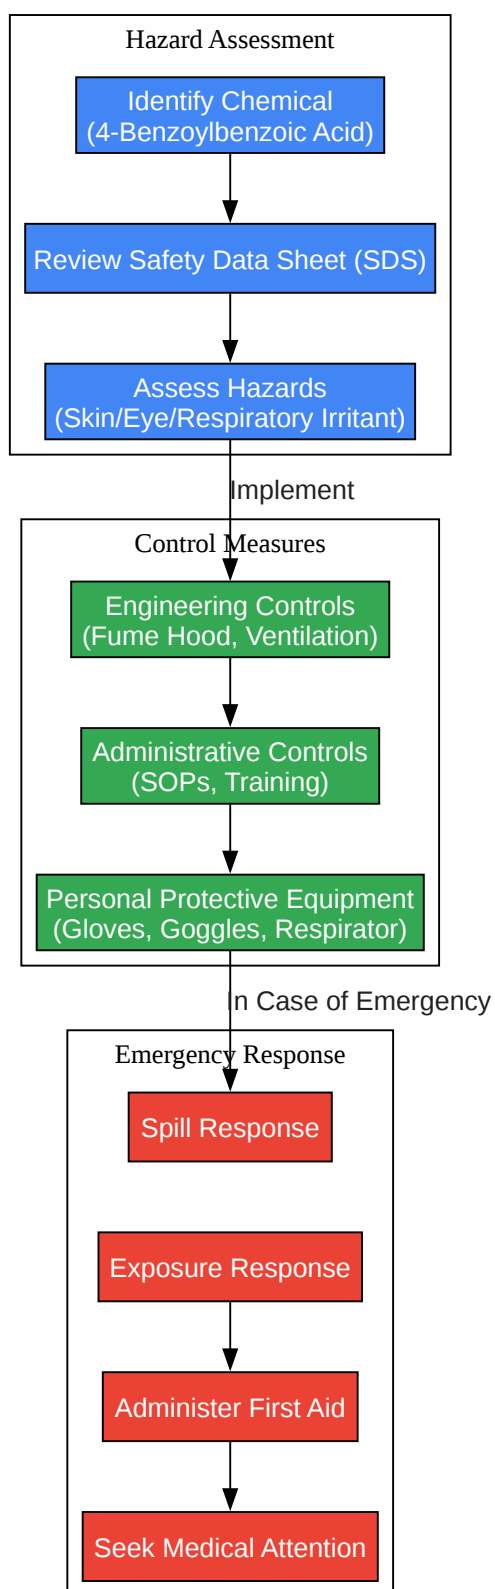 Hazard Assessment
Identify Chemical
(4-Benzoylbenzoic Acid)
Review Safety Data Sheet (SDS)
Assess Hazards
(Skin/Eye/Respiratory Irritant)
Implement
Control Measures
Engineering Controls
(Fume Hood, Ventilation)
Administrative Controls
(SOPs, Training)
Personal Protective Equipment
(Gloves, Goggles, Respirator)
In Case of Emergency
Emergency Response
Spill Response
Exposure Response
Administer First Aid
Seek Medical Attention